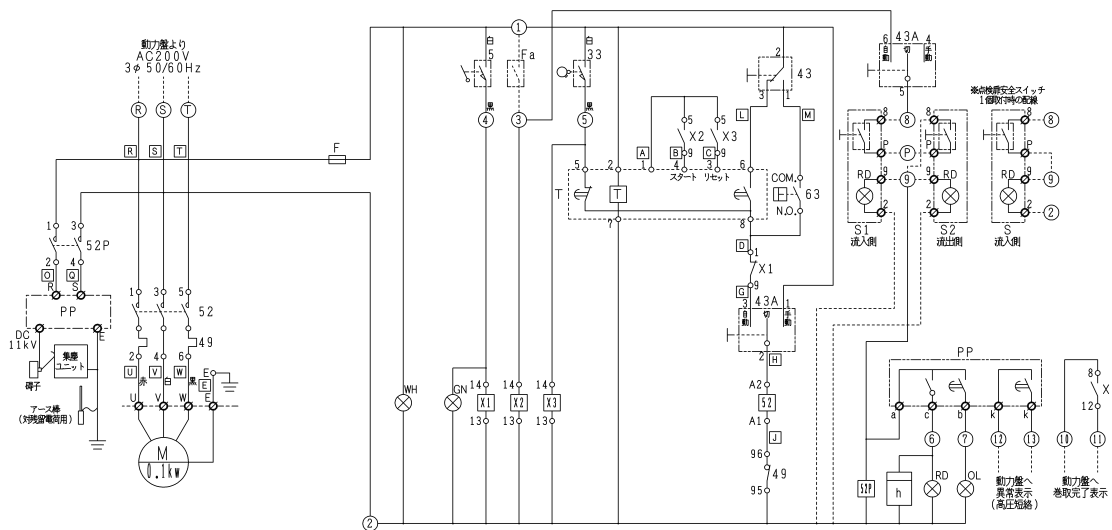 動力盤より
AC200V
3φ 50/60Hz
R
S
T
R
S
T
F
1
3
52P
2
4
O
Q
R
S
PP
DC
11kV
E
集塵
ユニット
碍子
アース棒
(対残留電荷用)
1
3
5
52
49
2
4
6
U
V
W
赤
白
黒
E
E
U
V
W
E
M
0.1kw
1
白
5
黒
4
Fa
3
白
33
黒
5
WH
GN
14
X1
13
14
X2
13
14
X3
13
2
5
2
1
4
3
6
T
T
スタート
リセット
7
8
A
B
C
5
X2
9
5
X3
9
2
43
3
1
L
M
COM.
63
N.O.
D
1
X1
9
G
43A
3
自動
切
1
手動
2
H
A2
52
A1
J
96
49
95
43A
6
自動
切
4
手動
5
8
P
9
8
P
RD
9
2
S1
流入側
8
P
9
RD
2
S2
流出側
※点検扉安全スイッチ
1個取付時の配線
8
P
RD
9
2
S
流入側
8
9
2
PP
a
c
b
k
k
6
7
12
13
52P
h
RD
OL
動力盤へ
異常表示
(高圧短絡)
8
X
12
10
11
動力盤へ
巻取完了表示